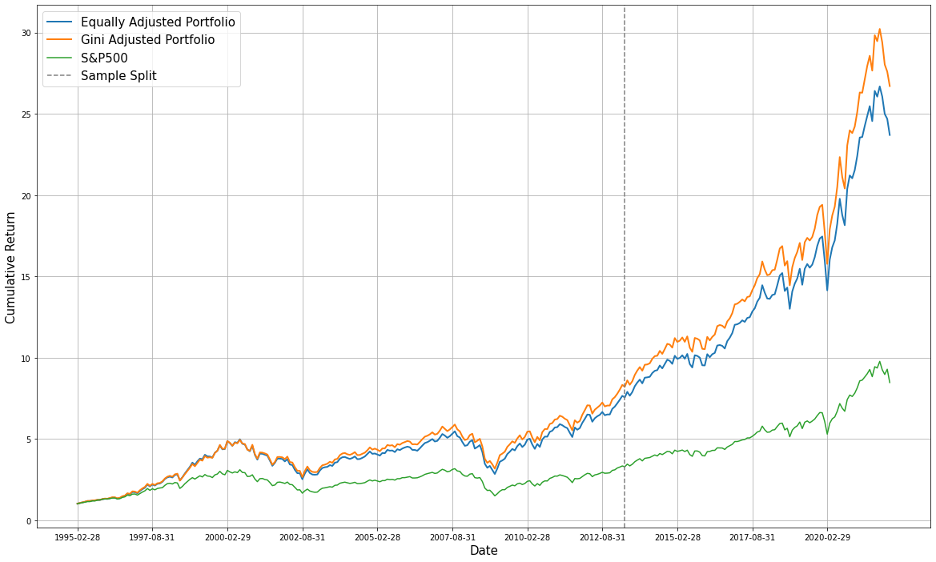 Equally Adjusted Portfolio
Gini Adjusted Portfolio
S&P500
Sample Split
Cumulative Return
30
25
20
15
10
5
0
1995-02-28 1997-08-31 2000-02-29 2002-08-31 2005-02-28 2007-08-31 2010-02-28 2012-08-31 2015-02-28 2017-08-31 2020-02-29
Date